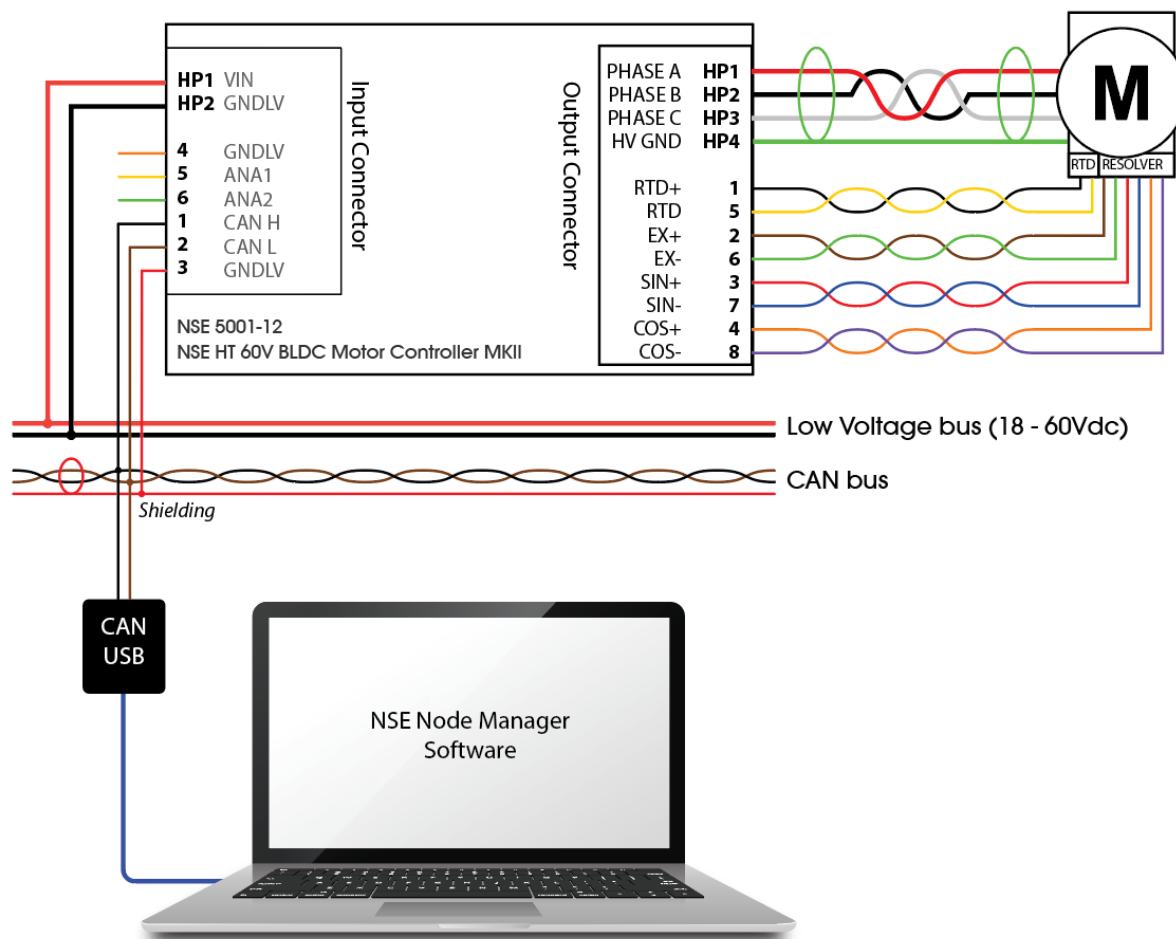 HP1 VIN
HP2 GNDLV
4 GNDLV
5 ANA1
6 ANA2
1 CAN H
2 CAN L
3 GNDLV
Input Connector
NSE 5001-12
NSE HT 60V BLDC Motor Controller MKII
Output Connector
PHASE A HP1
PHASE B HP2
PHASE C HP3
HV GND HP4
RTD+ 1
RTD 5
EX+ 2
EX- 6
SIN+ 3
SIN- 7
COS+ 4
COS- 8
M
RTD RESOLVER
Low Voltage bus (18 - 60Vdc)
CAN bus
Shielding
CAN
USB
NSE Node Manager
Software